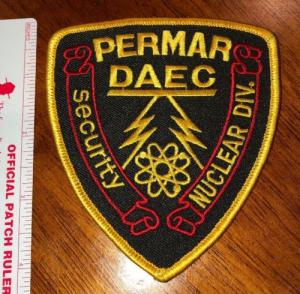 PERMAR
DAEC
Security
NUCLEAR DIV.
OFFICIAL PATCH RULER